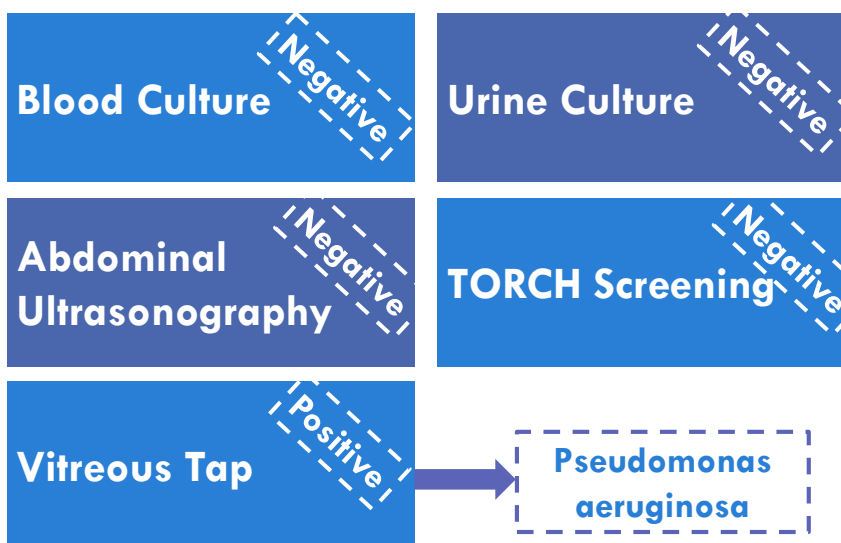 Blood Culture
Negative
Urine Culture
Negative
Abdominal
Ultrasonography
Negative
TORCH Screening
Negative
Vitreous Tap
Positive
Pseudomonas
aeruginosa